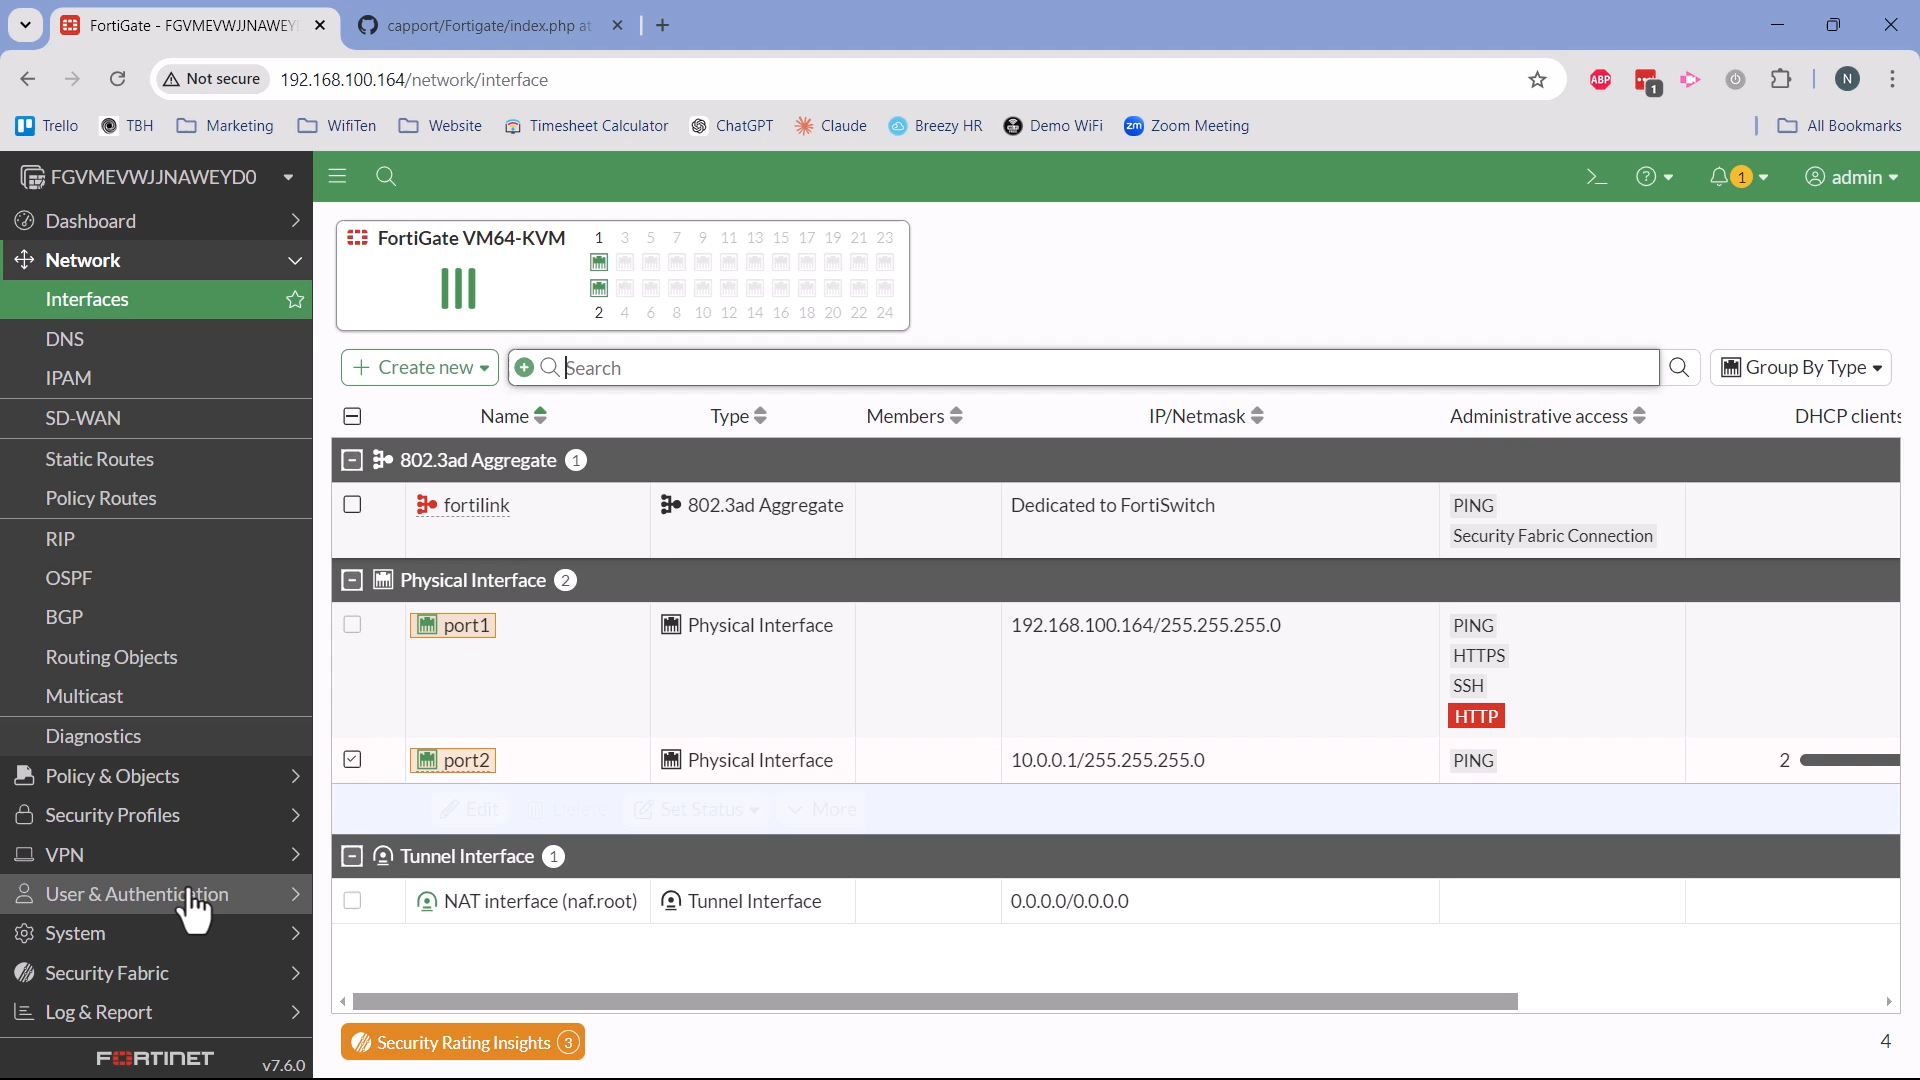 FortiGate - FGVMEVWJJNAWEY
capport/Fortigate/index.php at
Not secure
192.168.100.164/network/interface
ABP
1
N
Trello
TBH
Marketing
WifiTen
Website
Timesheet Calculator
ChatGPT
Claude
Breezy HR
Demo WiFi
zm
Zoom Meeting
All Bookmarks
FGVMEVWJJNAWEYD0
>_
?
1
admin
Dashboard
Network
Interfaces
DNS
IPAM
SD-WAN
Static Routes
Policy Routes
RIP
OSPF
BGP
Routing Objects
Multicast
Diagnostics
Policy & Objects
Security Profiles
VPN
User & Authentication
System
Security Fabric
Log & Report
FORTINET
v7.6.0
FortiGate VM64-KVM
1 3 5 7 9 11 13 15 17 19 21 23
2 4 6 8 10 12 14 16 18 20 22 24
Create new
Search
Group By Type
Name Type Members IP/Netmask Administrative access DHCP clients
802.3ad Aggregate 1
fortilink 802.3ad Aggregate Dedicated to FortiSwitch PING
Security Fabric Connection
Physical Interface 2
port1 Physical Interface 192.168.100.164/255.255.255.0 PING
HTTPS
SSH
HTTP
port2 Physical Interface 10.0.0.1/255.255.255.0 PING 2
Edit Delete Set Status More
Tunnel Interface 1
NAT interface (naf.root) Tunnel Interface 0.0.0.0/0.0.0.0
Security Rating Insights 3
4